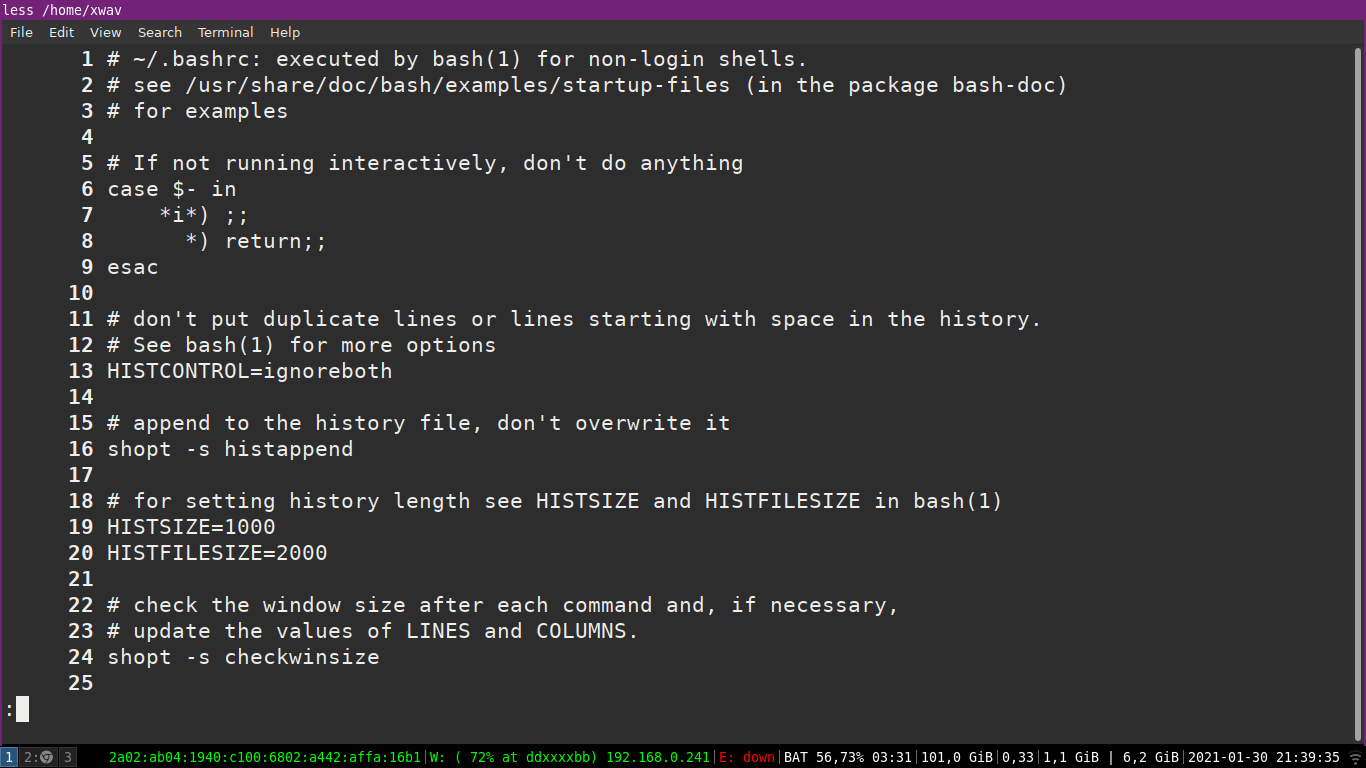 less /home/xwav
File Edit View Search Terminal Help
1 # ~/.bashrc: executed by bash(1) for non-login shells.
2 # see /usr/share/doc/bash/examples/startup-files (in the package bash-doc)
3 # for examples
4
5 # If not running interactively, don't do anything
6 case $- in
7     *i*) ;;
8       *) return;;
9 esac
10
11 # don't put duplicate lines or lines starting with space in the history.
12 # See bash(1) for more options
13 HISTCONTROL=ignoreboth
14
15 # append to the history file, don't overwrite it
16 shopt -s histappend
17
18 # for setting history length see HISTSIZE and HISTFILESIZE in bash(1)
19 HISTSIZE=1000
20 HISTFILESIZE=2000
21
22 # check the window size after each command and, if necessary,
23 # update the values of LINES and COLUMNS.
24 shopt -s checkwinsize
25
:
1 2: 3 2a02:ab04:1940:c100:6802:a442:affa:16b1|W: ( 72% at ddxxxxbb) 192.168.0.241|E: down|BAT 56,73% 03:31|101,0 GiB|0,33|1,1 GiB | 6,2 GiB|2021-01-30 21:39:35